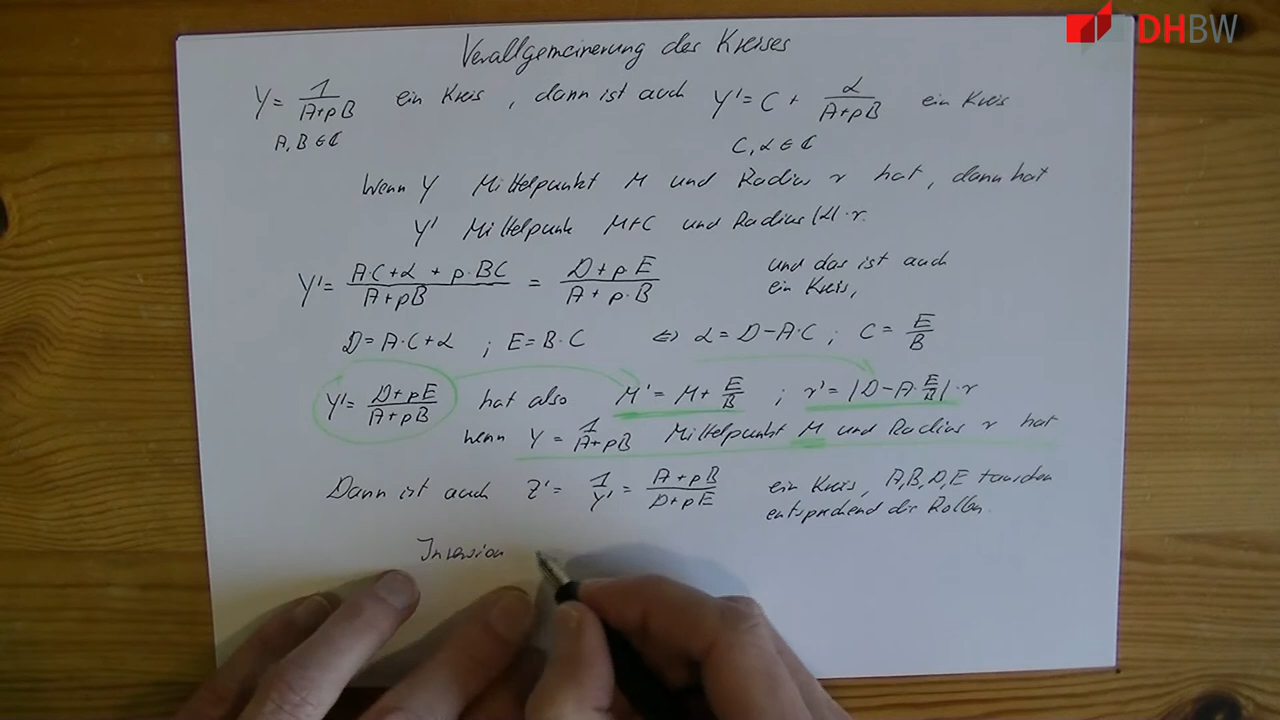 DHBW
Verallgemeinerung des Kreises
Y = 1/(A+pB) ein Kreis, dann ist auch Y' = C + α/(A+pB) ein Kreis
A, B ∈ ℂ C, α ∈ ℂ
Wenn Y Mittelpunkt M und Radius r hat, dann hat
Y' Mittelpunk M+C und Radius |α|·r.
Y' = (AC+α + p·BC)/(A+pB) = (D+p·E)/(A+p·B) und das ist auch
ein Kreis,
D=A·C+α ; E=B·C ⇔ α=D-A·C ; C = E/B
Y' = (D+pE)/(A+pB) hat also M' = M + E/B ; r' = |D-A·E/B|·r
wenn Y = 1/(A+pB) Mittelpunkt M und Radius r hat
Dann ist auch Z' = 1/Y' = (A+pB)/(D+pE) ein Kreis, A,B,D,E tauschen
entsprechend die Rollen.
Inversion